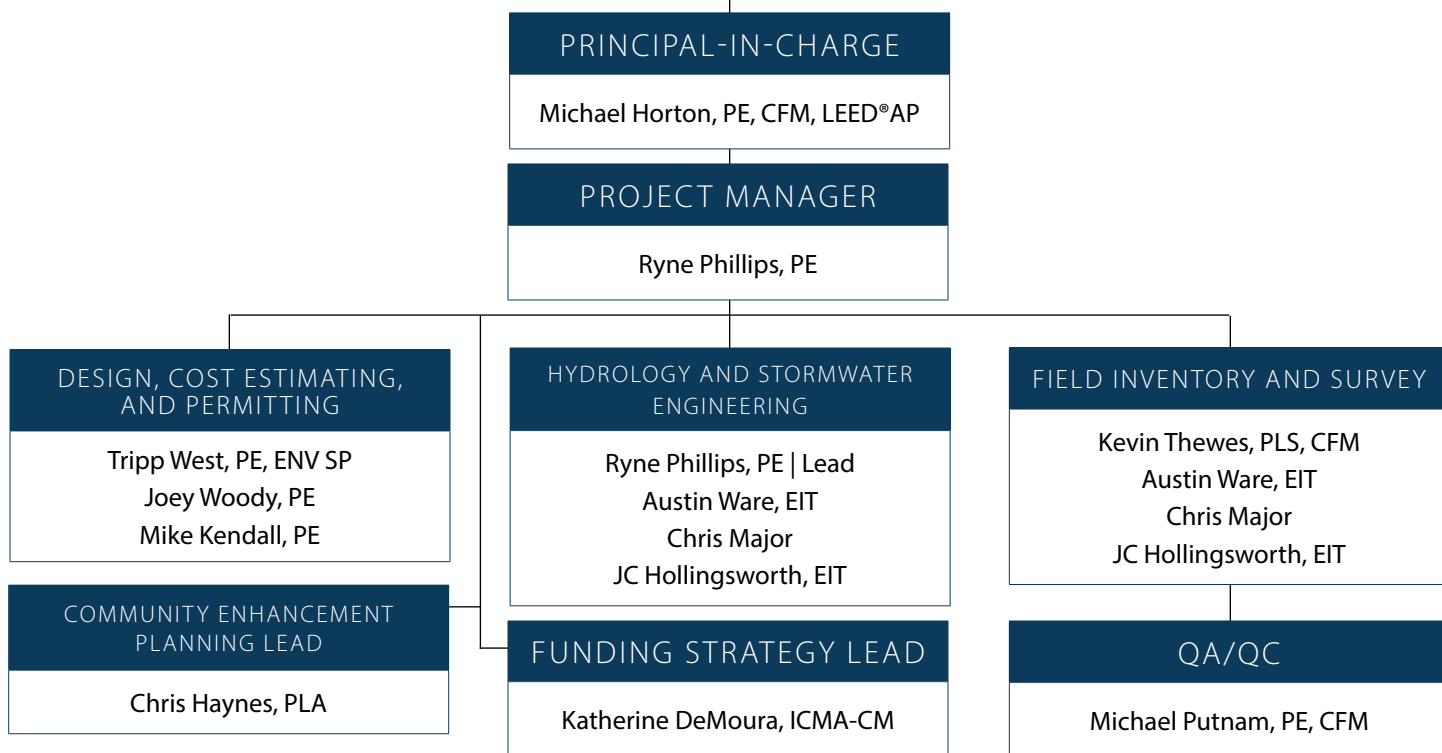 PRINCIPAL-IN-CHARGE
Michael Horton, PE, CFM, LEED®AP
PROJECT MANAGER
Ryne Phillips, PE
DESIGN, COST ESTIMATING,
AND PERMITTING
Tripp West, PE, ENV SP
Joey Woody, PE
Mike Kendall, PE
HYDROLOGY AND STORMWATER
ENGINEERING
Ryne Phillips, PE | Lead
Austin Ware, EIT
Chris Major
JC Hollingsworth, EIT
FIELD INVENTORY AND SURVEY
Kevin Thewes, PLS, CFM
Austin Ware, EIT
Chris Major
JC Hollingsworth, EIT
COMMUNITY ENHANCEMENT
PLANNING LEAD
Chris Haynes, PLA
FUNDING STRATEGY LEAD
Katherine DeMoura, ICMA-CM
QA/QC
Michael Putnam, PE, CFM